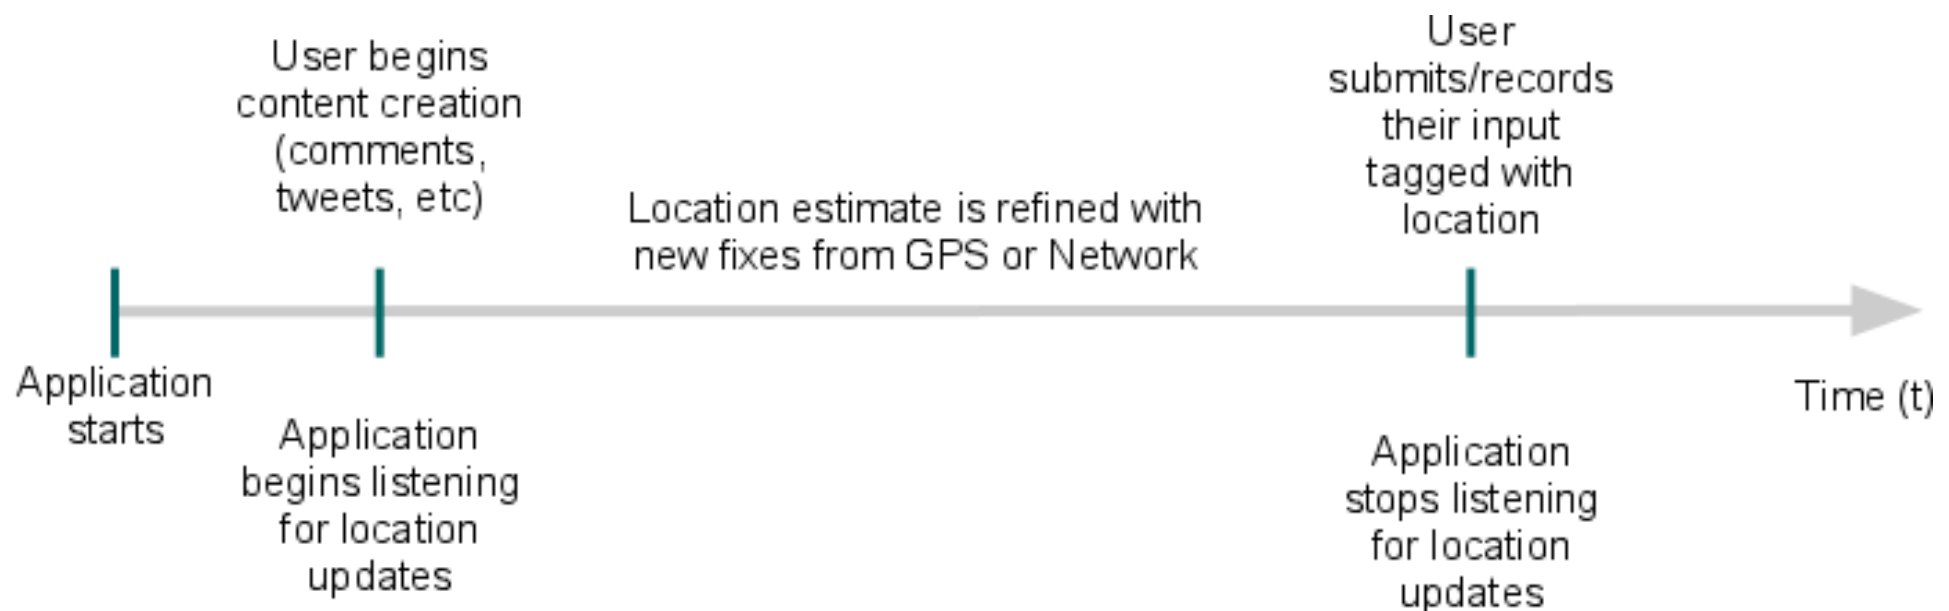 User begins
content creation
(comments,
tweets, etc)
Location estimate is refined with
new fixes from GPS or Network
User
submits/records
their input
tagged with
location
Application
starts
Application
begins listening
for location
updates
Application
stops listening
for location
updates
Time (t)